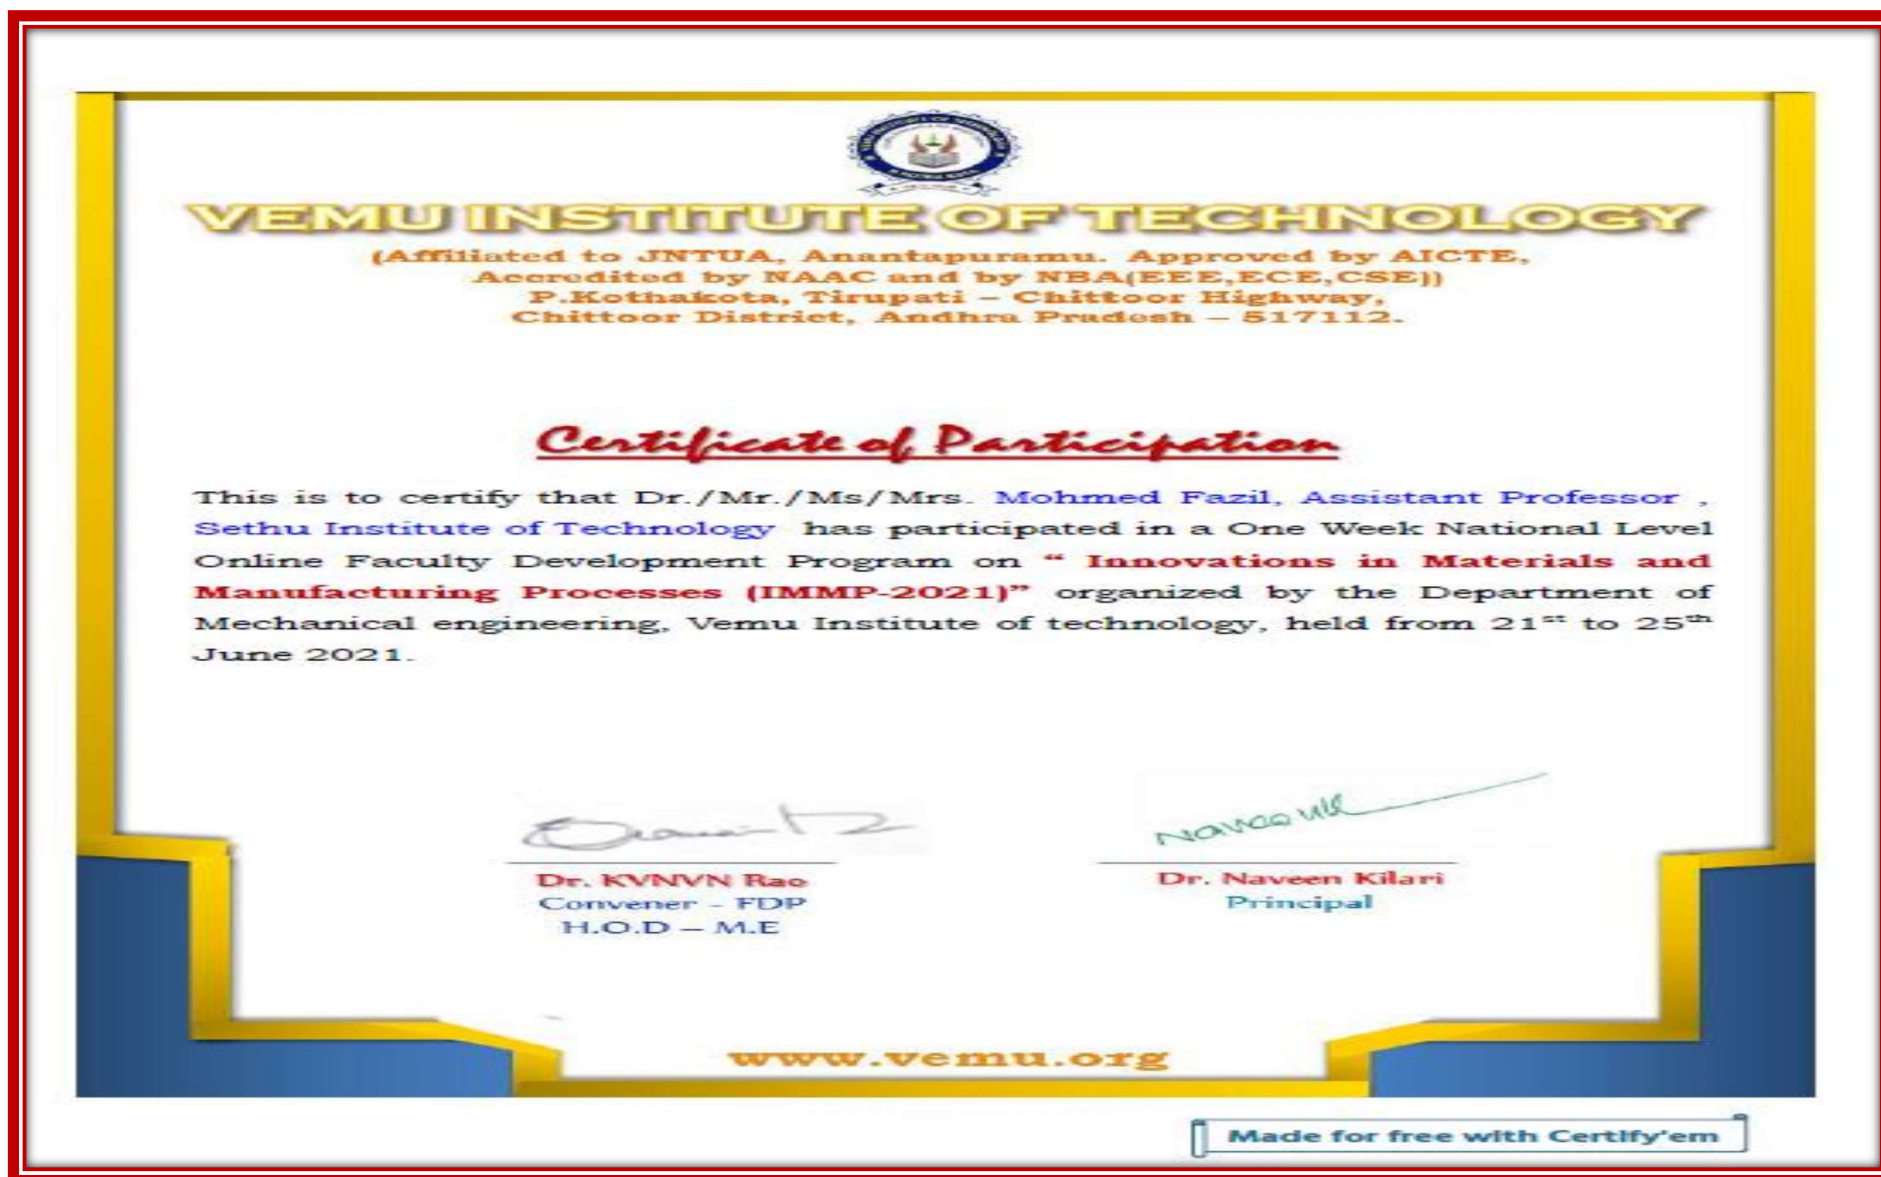 VEMU INSTITUTE OF TECHNOLOGY
VEMU INSTITUTE OF TECHNOLOGY
(Affiliated to JNTUA, Anantapuramu. Approved by AICTE,
Accredited by NAAC and by NBA(EEE,ECE,CSE))
P.Kothakota, Tirupati – Chittoor Highway,
Chittoor District, Andhra Pradesh – 517112.
Certificate of Participation
This is to certify that Dr./Mr./Ms/Mrs. Mohmed Fazil, Assistant Professor ,
Sethu Institute of Technology has participated in a One Week National Level
Online Faculty Development Program on “ Innovations in Materials and
Manufacturing Processes (IMMP-2021)” organized by the Department of
Mechanical engineering, Vemu Institute of technology, held from 21st to 25th
June 2021.
Dr. KVNVN Rao
Convener - FDP
H.O.D – M.E
Dr. Naveen Kilari
Principal
www.vemu.org
Made for free with Certify'em